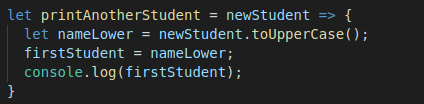 let printAnotherStudent = newStudent => {
  let nameLower = newStudent.toUpperCase();
  firstStudent = nameLower;
  console.log(firstStudent);
}